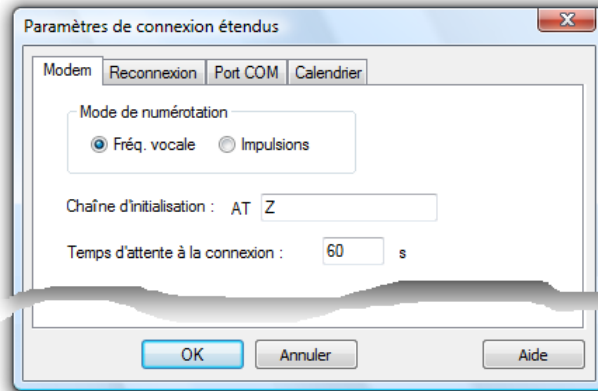 Paramètres de connexion étendus
Modem Reconnexion Port COM Calendrier
Mode de numérotation
Fréq. vocale Impulsions
Chaîne d'initialisation : AT Z
Temps d'attente à la connexion : 60 s
OK Annuler Aide